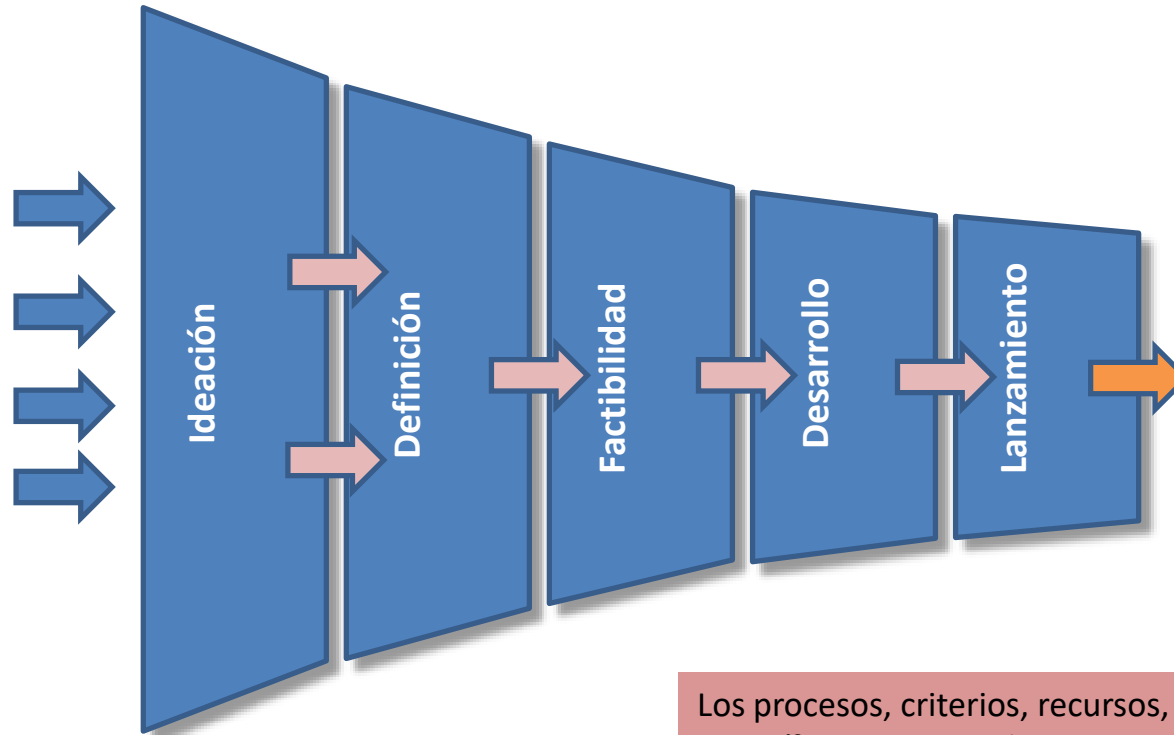 Ideación
Definición
Factibilidad
Desarrollo
Lanzamiento
Los procesos, criterios, recursos,